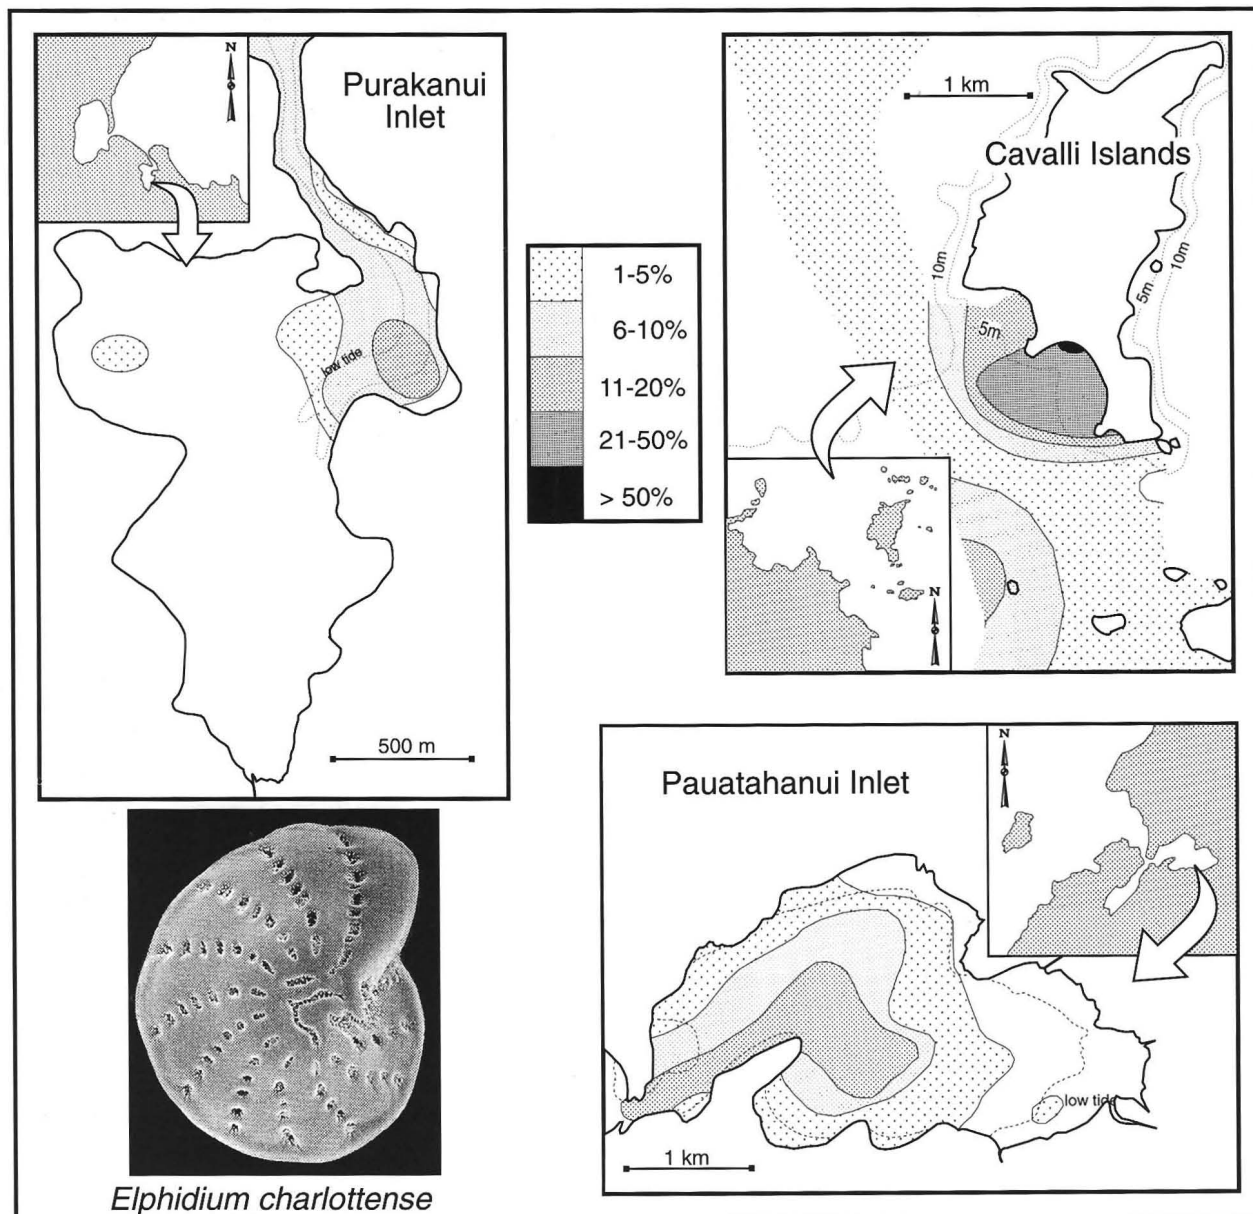 N
Purakanui
Inlet
low tide
500 m
1-5%
6-10%
11-20%
21-50%
> 50%
1 km
Cavalli Islands
10m
10m
5m
5m
N
Pauatahanui Inlet
N
low tide
1 km
Elphidium charlottense